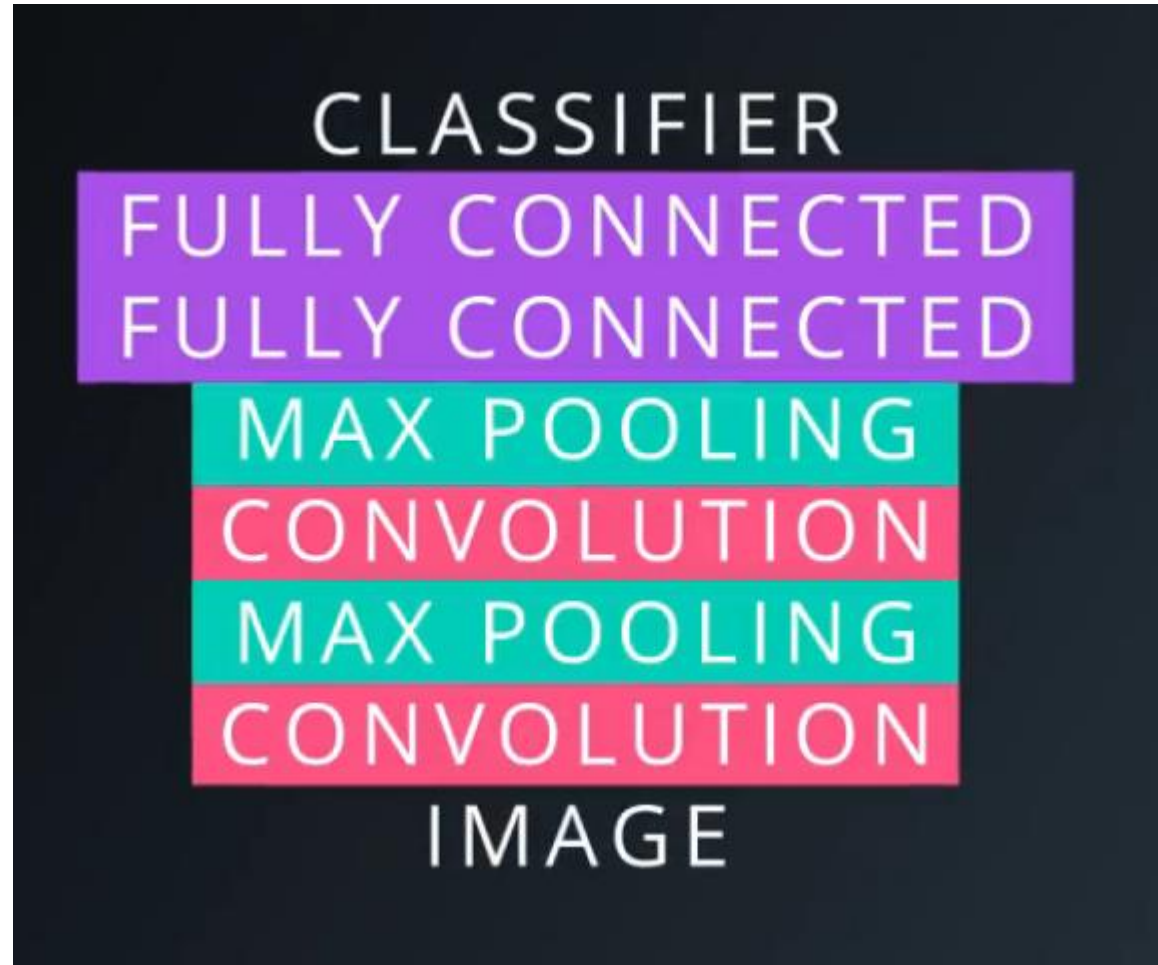 CLASSIFIER
FULLY CONNECTED
FULLY CONNECTED
MAX POOLING
CONVOLUTION
MAX POOLING
CONVOLUTION
IMAGE